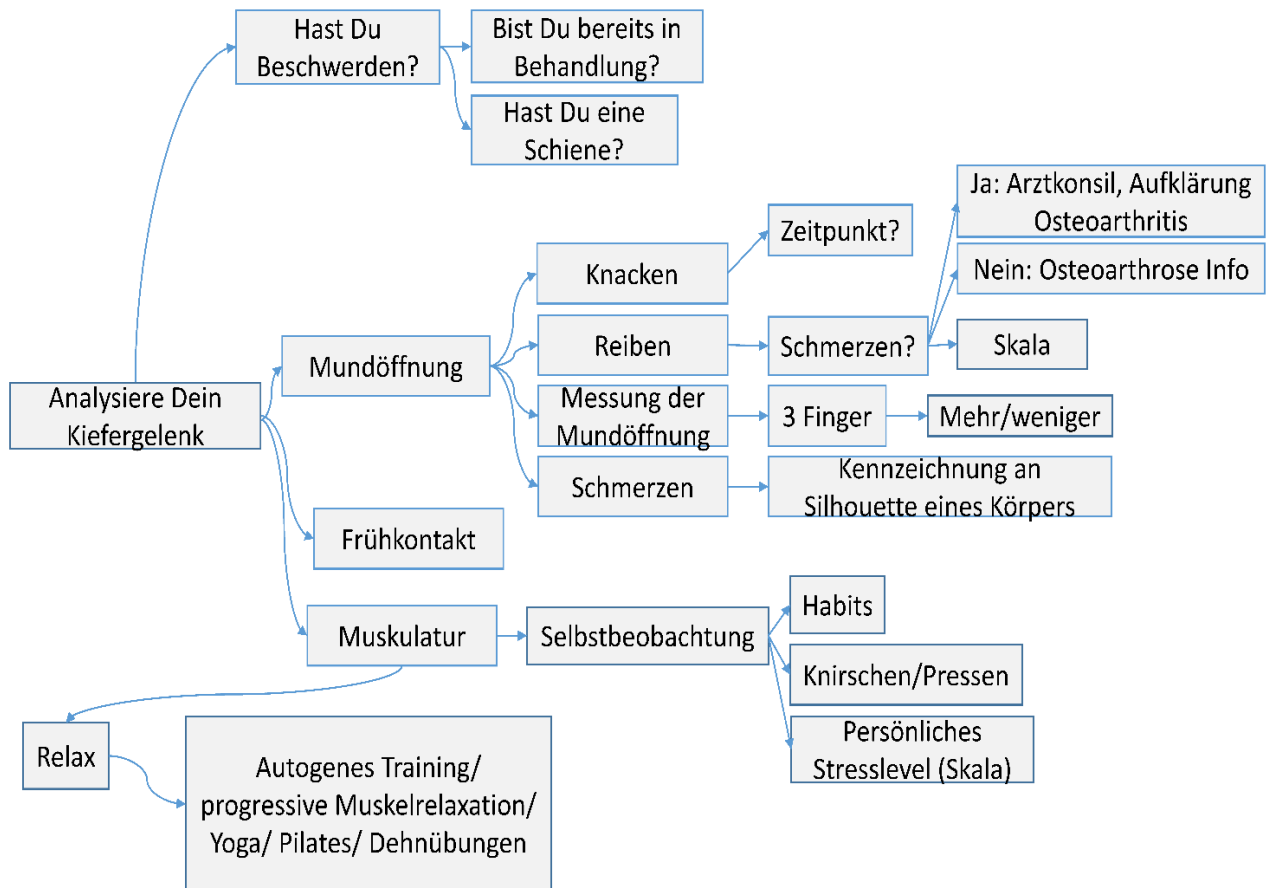 Hast Du
Beschwerden?
Bist Du bereits in
Behandlung?
Hast Du eine
Schiene?
Ja: Arztkonsil, Aufklärung
Osteoarthritis
Zeitpunkt?
Nein: Osteoarthrose Info
Knacken
Reiben
Schmerzen?
Skala
Mundöffnung
Analysiere Dein
Kiefergelenk
Messung der
Mundöffnung
3 Finger
Mehr/weniger
Schmerzen
Kennzeichnung an
Silhouette eines Körpers
Frühkontakt
Muskulatur
Selbstbeobachtung
Habits
Knirschen/Pressen
Persönliches
Stresslevel (Skala)
Relax
Autogenes Training/
progressive Muskelrelaxation/
Yoga/ Pilates/ Dehnübungen